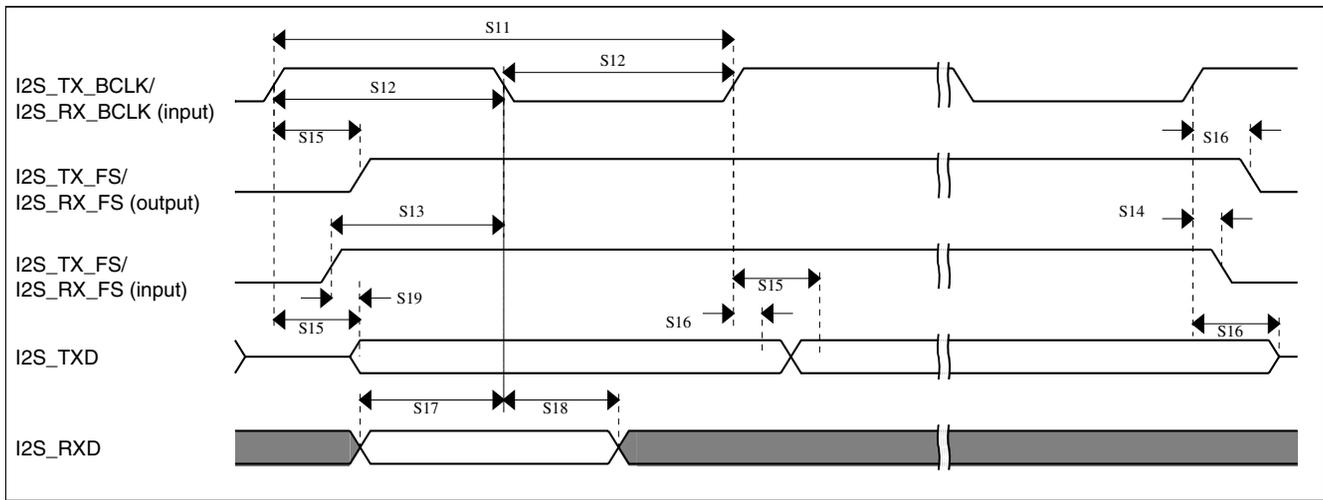 S11
I2S_TX_BCLK/
I2S_RX_BCLK (input)
S12
S12
S15
S16
I2S_TX_FS/
I2S_RX_FS (output)
S13
S14
I2S_TX_FS/
I2S_RX_FS (input)
S15
S19
S16
S15
S16
I2S_TXD
S17
S18
I2S_RXD